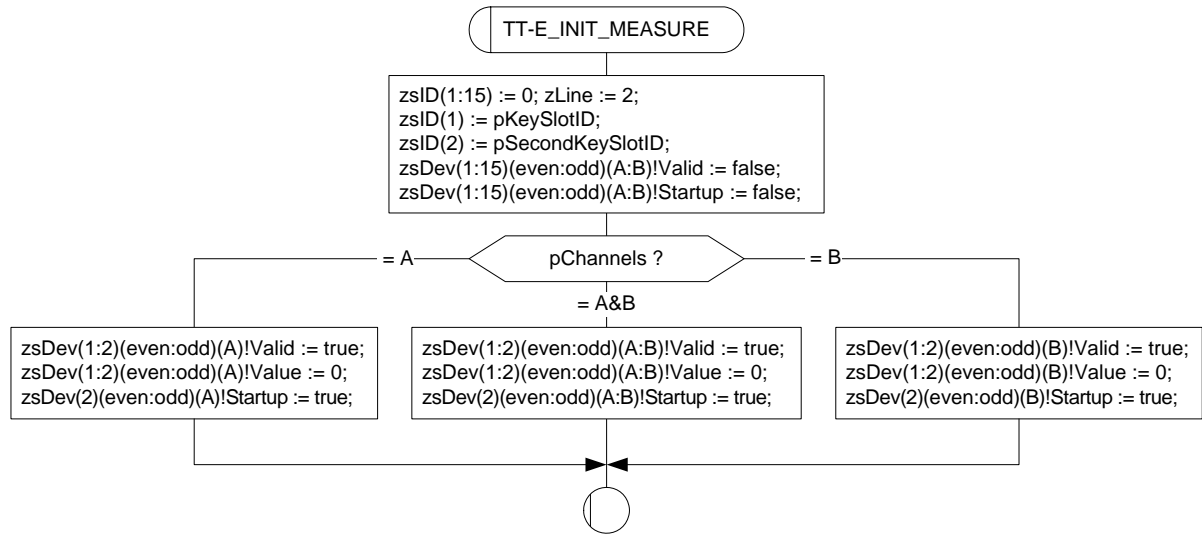 TT-E_INIT_MEASURE
zsID(1:15) := 0; zLine := 2;
zsID(1) := pKeySlotID;
zsID(2) := pSecondKeySlotID;
zsDev(1:15)(even:odd)(A:B)!Valid := false;
zsDev(1:15)(even:odd)(A:B)!Startup := false;
pChannels ?
= A
= A&B
= B
zsDev(1:2)(even:odd)(A)!Valid := true;
zsDev(1:2)(even:odd)(A)!Value := 0;
zsDev(2)(even:odd)(A)!Startup := true;
zsDev(1:2)(even:odd)(A:B)!Valid := true;
zsDev(1:2)(even:odd)(A:B)!Value := 0;
zsDev(2)(even:odd)(A:B)!Startup := true;
zsDev(1:2)(even:odd)(B)!Valid := true;
zsDev(1:2)(even:odd)(B)!Value := 0;
zsDev(2)(even:odd)(B)!Startup := true;